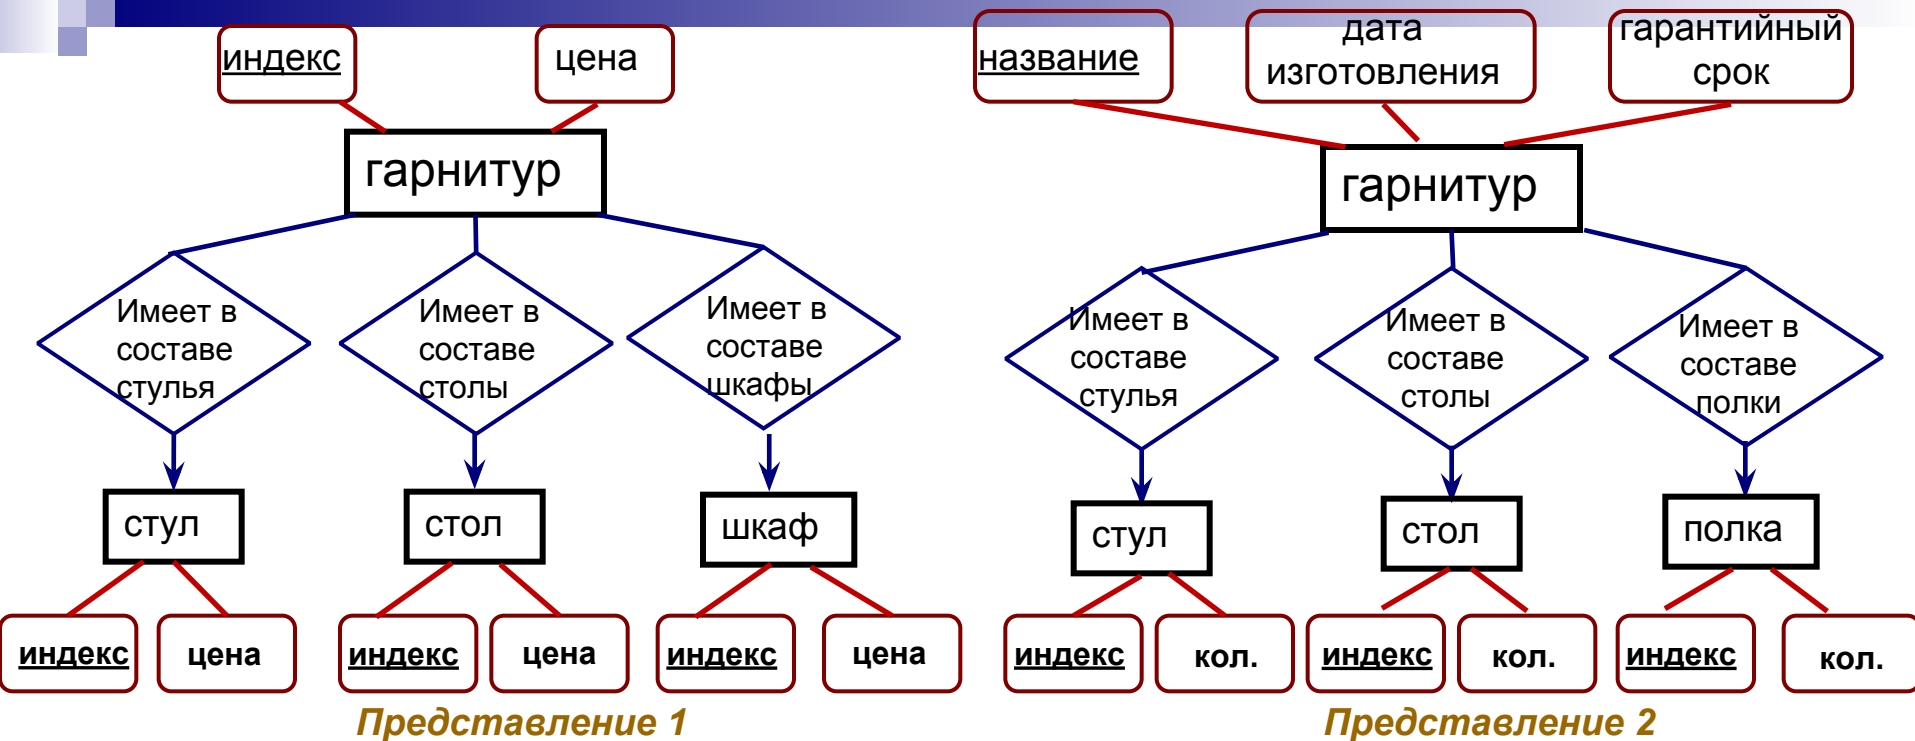 индекс
цена
гарнитур
Имеет в
составе
стулья
Имеет в
составе
столы
Имеет в
составе
шкафы
стул
стол
шкаф
индекс
цена
индекс
цена
индекс
цена
Представление 1
название
дата
изготовления
гарантийный
срок
гарнитур
Имеет в
составе
стулья
Имеет в
составе
столы
Имеет в
составе
полки
стул
стол
полка
индекс
кол.
индекс
кол.
индекс
кол.
Представление 2